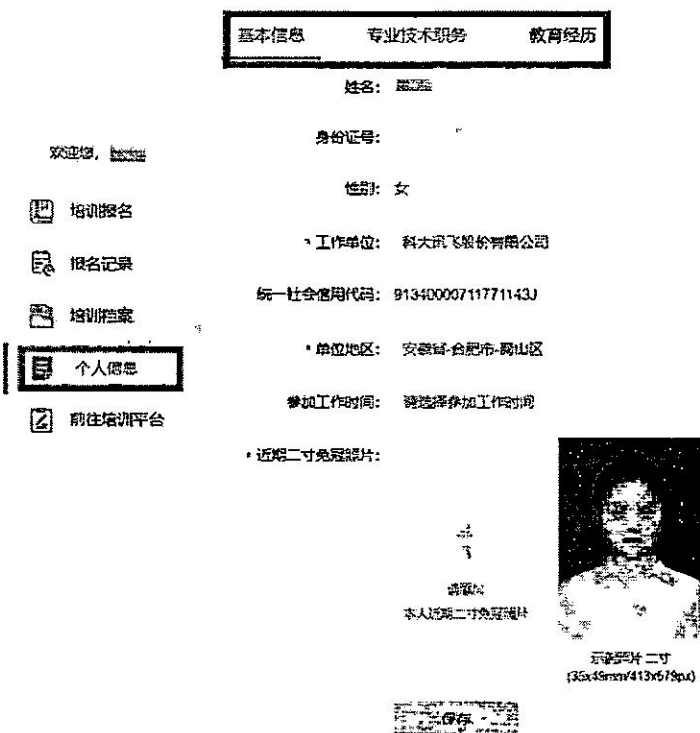 基本信息 专业技术职务 教育经历
姓名：
身份证号：
性别： 女
欢迎您，
培训报名
报名记录
培训档案
个人信息
前往培训平台
* 工作单位： 科大讯飞股份有限公司
统一社会信用代码： 91340000711771143J
* 单位地区： 安徽省-合肥市-蜀山区
参加工作时间： 请选择参加工作时间
* 近期二寸免冠照片：
本人近期二寸免冠照片
示例照片 二寸
(35x49mm/413x579px)
保存